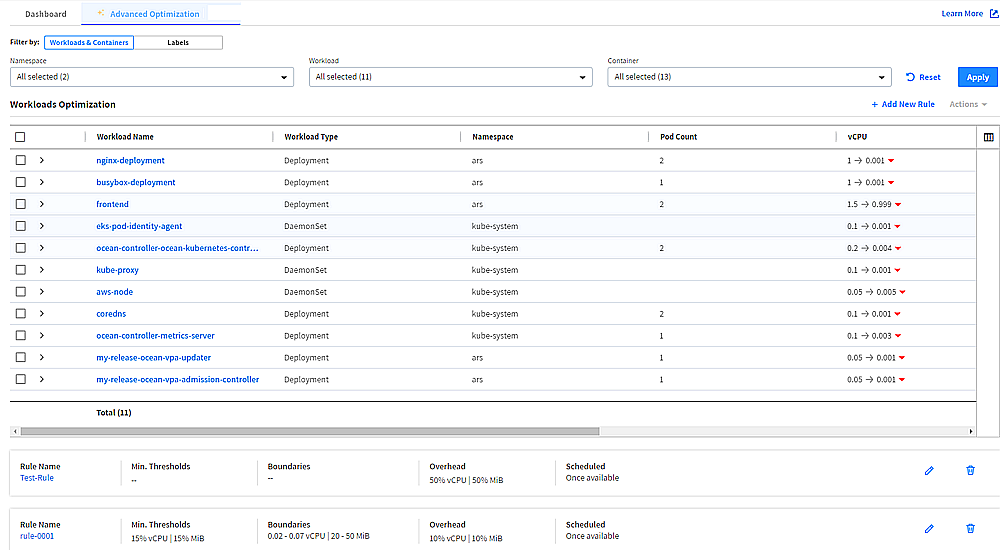 Dashboard Advanced Optimization Learn More
Filter by: Workloads & Containers Labels
Namespace Workload Container
All selected (2) All selected (11) All selected (13) Reset Apply
Workloads Optimization + Add New Rule Actions
Workload Name Workload Type Namespace Pod Count vCPU
nginx-deployment Deployment ars 2 1 → 0.001
busybox-deployment Deployment ars 1 1 → 0.001
frontend Deployment ars 2 1.5 → 0.999
eks-pod-identity-agent DaemonSet kube-system 0.1 → 0.001
ocean-controller-ocean-kubernetes-contr... Deployment kube-system 2 0.2 → 0.004
kube-proxy DaemonSet kube-system 0.1 → 0.001
aws-node DaemonSet kube-system 0.05 → 0.005
coredns Deployment kube-system 2 0.1 → 0.001
ocean-controller-metrics-server Deployment kube-system 1 0.1 → 0.003
my-release-ocean-vpa-updater Deployment ars 1 0.05 → 0.001
my-release-ocean-vpa-admission-controller Deployment ars 1 0.05 → 0.001
Total (11)
Rule Name Min. Thresholds Boundaries Overhead Scheduled
Test-Rule -- -- 50% vCPU | 50% MiB Once available
Rule Name Min. Thresholds Boundaries Overhead Scheduled
rule-0001 15% vCPU | 15% MiB 0.02 - 0.07 vCPU | 20 - 50 MiB 10% vCPU | 10% MiB Once available